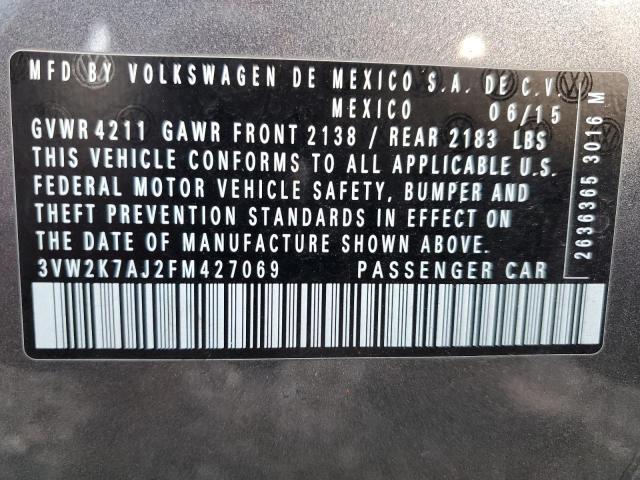 MFD BY VOLKSWAGEN DE MEXICO S.A. DE C.V
MEXICO 06/15
GVWR 4211 GAWR FRONT 2138 / REAR 2183 LBS
THIS VEHICLE CONFORMS TO ALL APPLICABLE U.S.
FEDERAL MOTOR VEHICLE SAFETY, BUMPER AND
THEFT PREVENTION STANDARDS IN EFFECT ON
THE DATE OF MANUFACTURE SHOWN ABOVE.
3VW2K7AJ2FM427069 PASSENGER CAR
2636365 3016 M